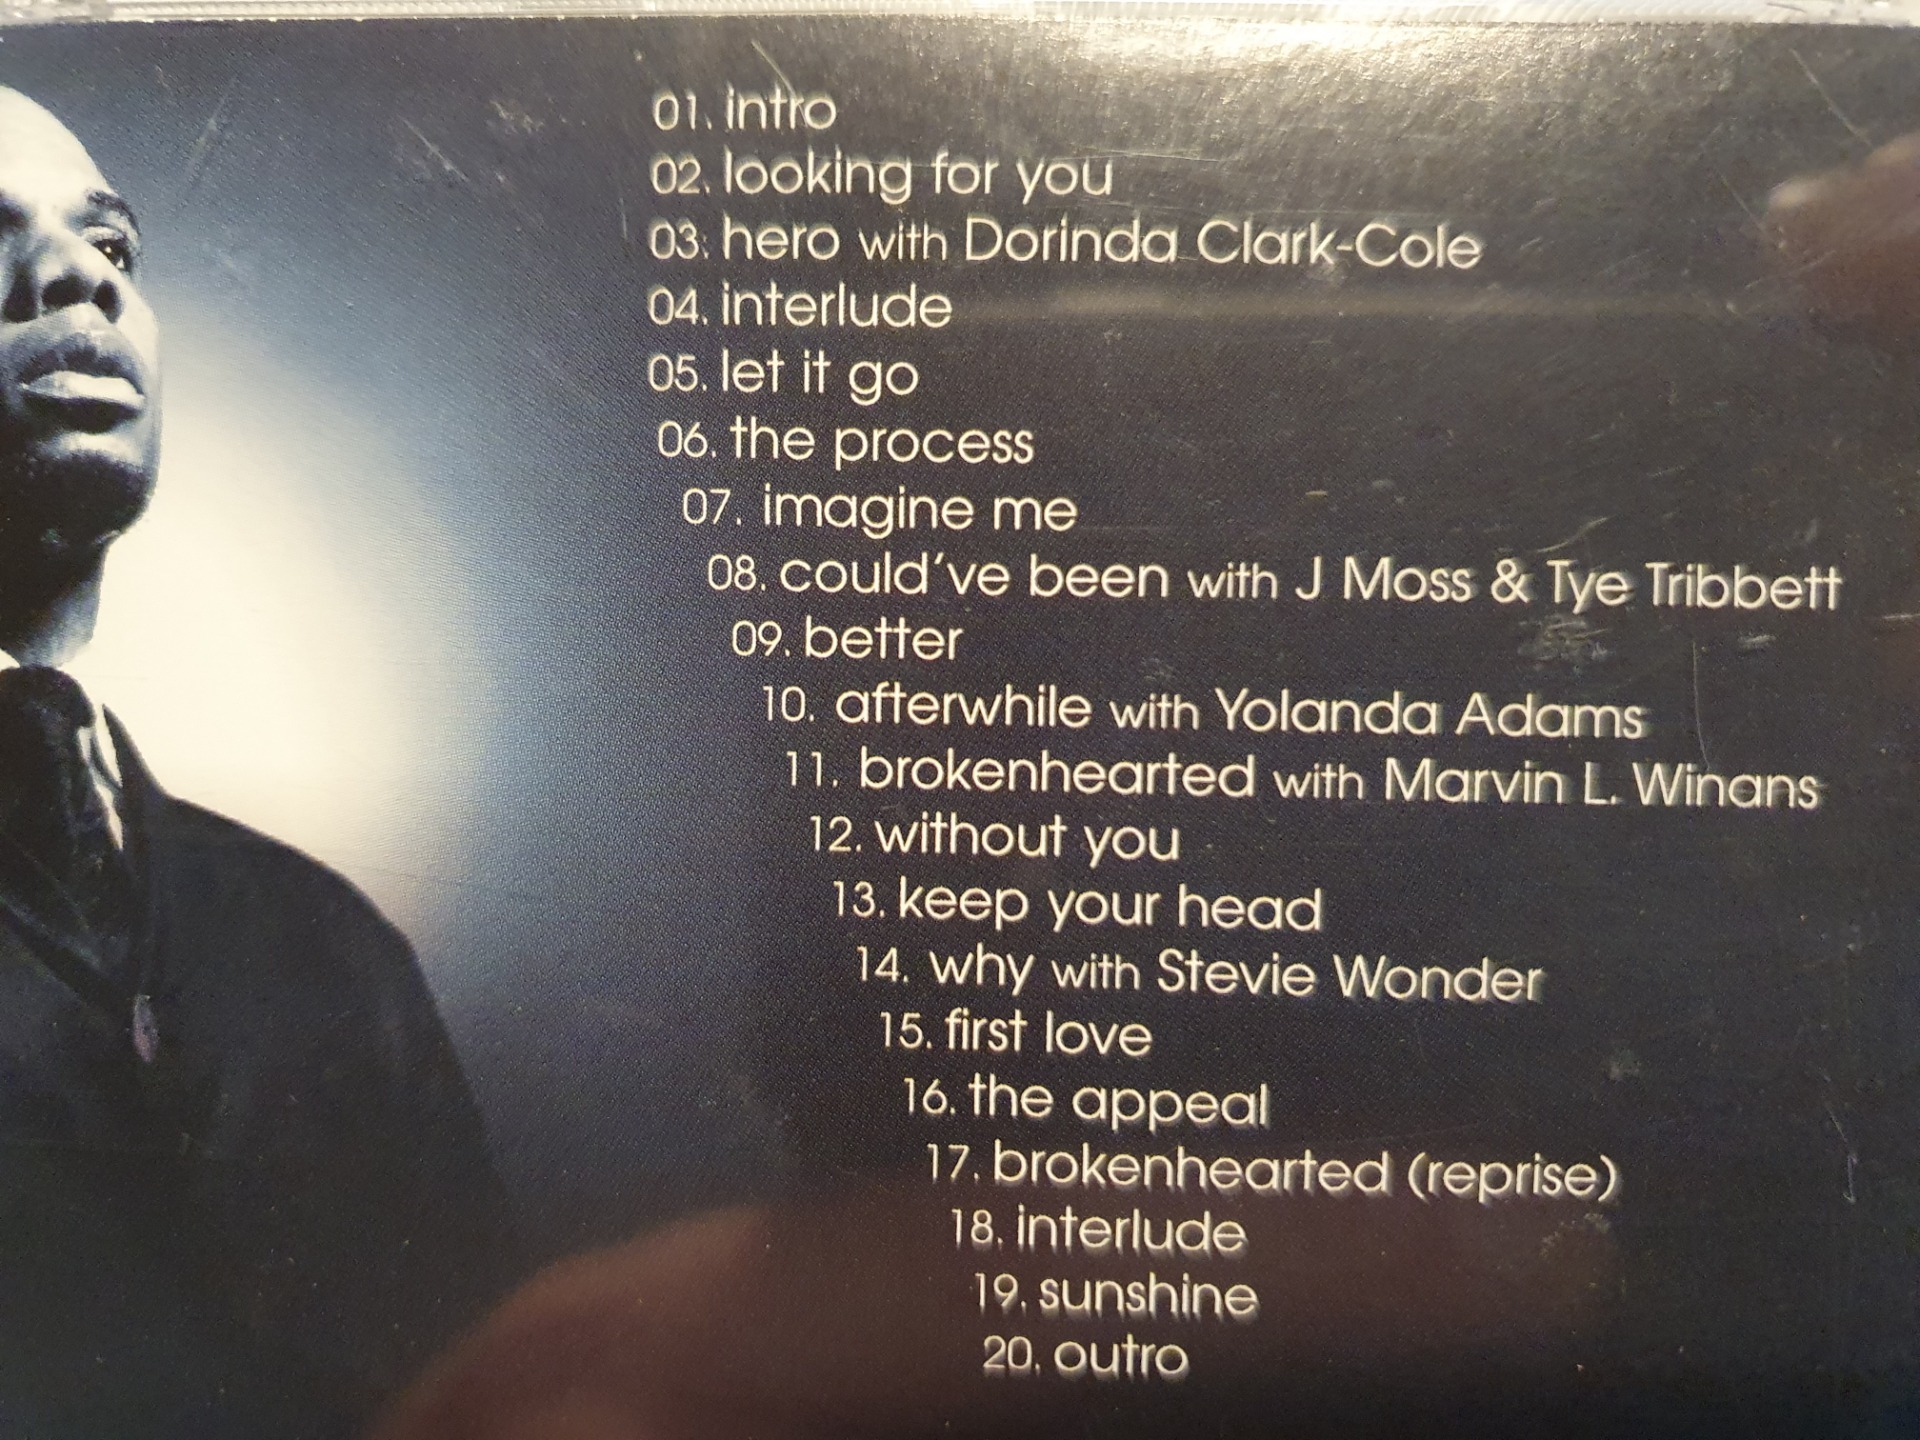 01. intro
02. looking for you
03. hero with Dorinda Clark-Cole
04. interlude
05. let it go
06. the process
07. imagine me
08. could've been with J Moss & Tye Tribbett
09. better
10. afterwhile with Yolanda Adams
11. brokenhearted with Marvin L. Winans
12. without you
13. keep your head
14. why with Stevie Wonder
15. first love
16. the appeal
17. brokenhearted (reprise)
18. interlude
19. sunshine
20. outro